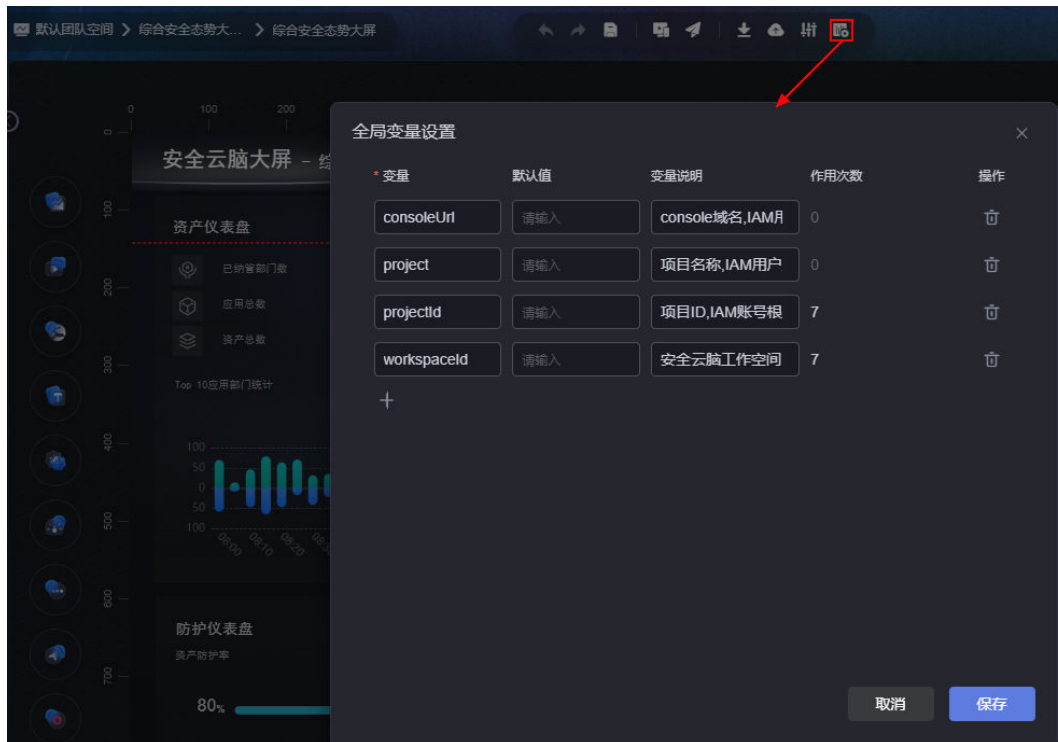 默认团队空间 > 综合安全态势大... > 综合安全态势大屏
0 100 200
0
100
200
300
400
500
600
700
安全云脑大屏 - 综
资产仪表盘
已纳管部门数
应用总数
资产总数
Top 10应用部门统计
100
50
0
50
100
08:00 08:10 08:20
防护仪表盘
资产防护率
80%
全局变量设置
* 变量 默认值 变量说明 作用次数 操作
consoleUrl 请输入 console域名,IAM用 0
project 请输入 项目名称,IAM用户 0
projectId 请输入 项目ID,IAM账号根 7
workspaceId 请输入 安全云脑工作空间 7
取消 保存